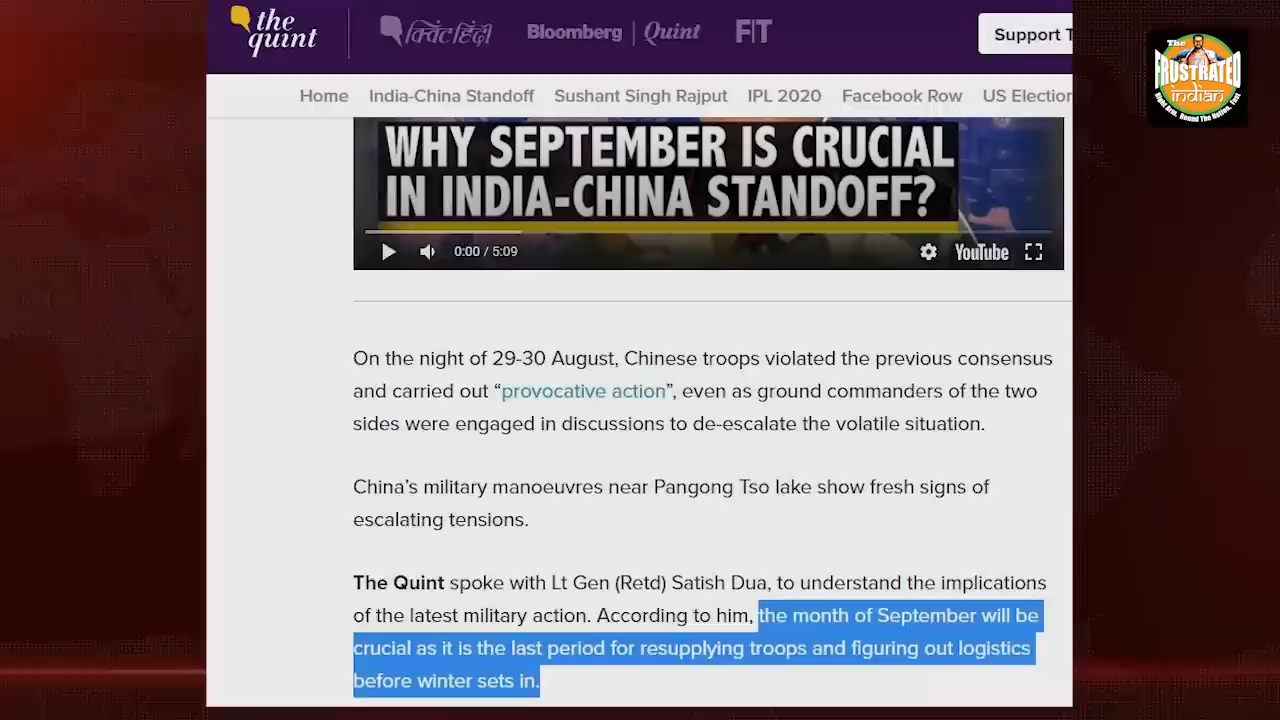 the quint
क्विंटहिंदी
Bloomberg | Quint
FIT
Support T
The FRUSTRATED indian
Home India-China Standoff Sushant Singh Rajput IPL 2020 Facebook Row US Election
WHY SEPTEMBER IS CRUCIAL
IN INDIA-CHINA STANDOFF?
0:00 / 5:09 YouTube
On the night of 29-30 August, Chinese troops violated the previous consensus
and carried out “provocative action”, even as ground commanders of the two
sides were engaged in discussions to de-escalate the volatile situation.
China’s military manoeuvres near Pangong Tso lake show fresh signs of
escalating tensions.
The Quint spoke with Lt Gen (Retd) Satish Dua, to understand the implications
of the latest military action. According to him, the month of September will be
crucial as it is the last period for resupplying troops and figuring out logistics
before winter sets in.